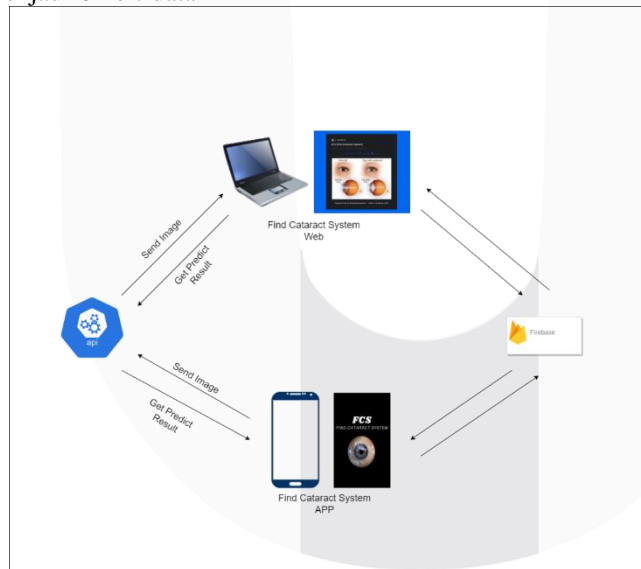 Find Cataract System
Web
Send Image
Get Predict
Result
api
Firebase
Send Image
Get Predict
Result
FCS
FIND CATARACT SYSTEM
Find Cataract System
APP